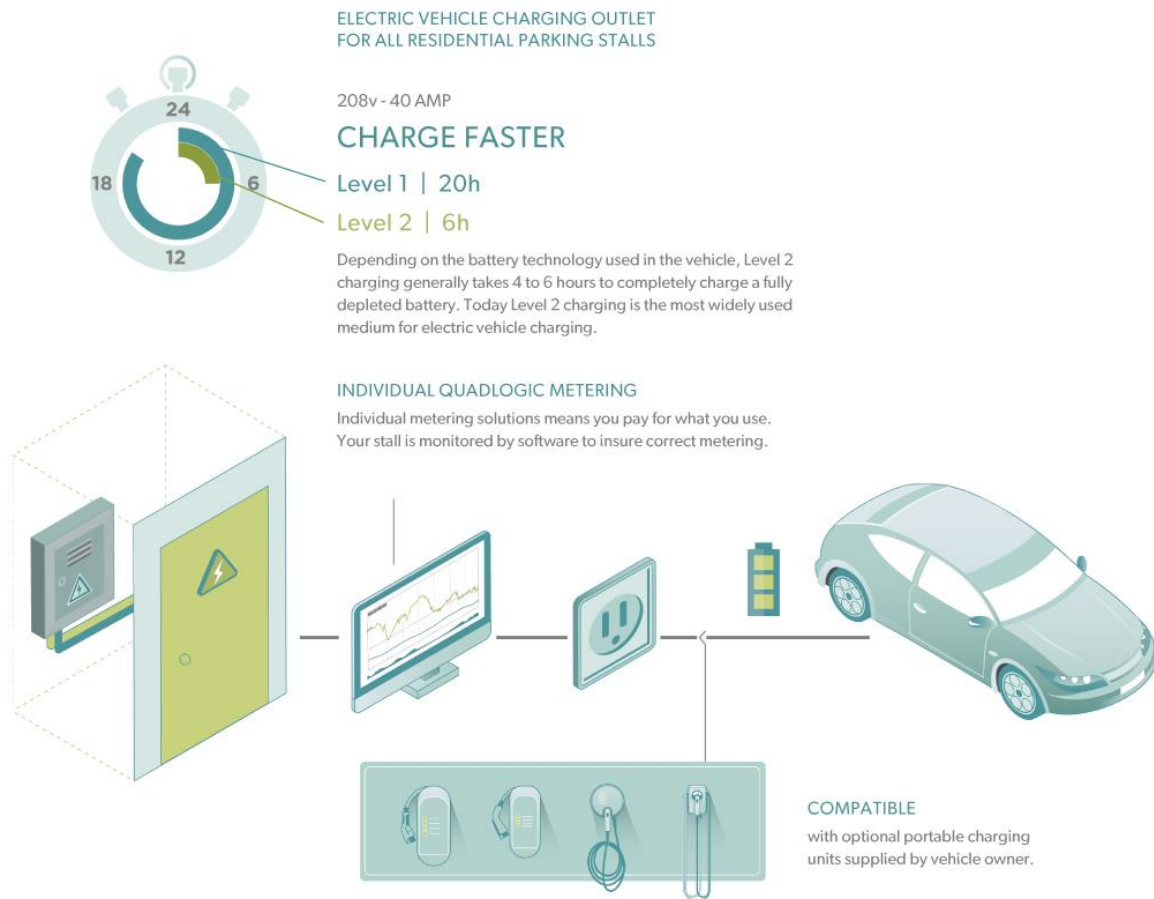 ELECTRIC VEHICLE CHARGING OUTLET
FOR ALL RESIDENTIAL PARKING STALLS
208v - 40 AMP
CHARGE FASTER
Level 1 | 20h
Level 2 | 6h
24
18
6
12
Depending on the battery technology used in the vehicle, Level 2
charging generally takes 4 to 6 hours to completely charge a fully
depleted battery. Today Level 2 charging is the most widely used
medium for electric vehicle charging.
INDIVIDUAL QUADLOGIC METERING
Individual metering solutions means you pay for what you use.
Your stall is monitored by software to insure correct metering.
COMPATIBLE
with optional portable charging
units supplied by vehicle owner.